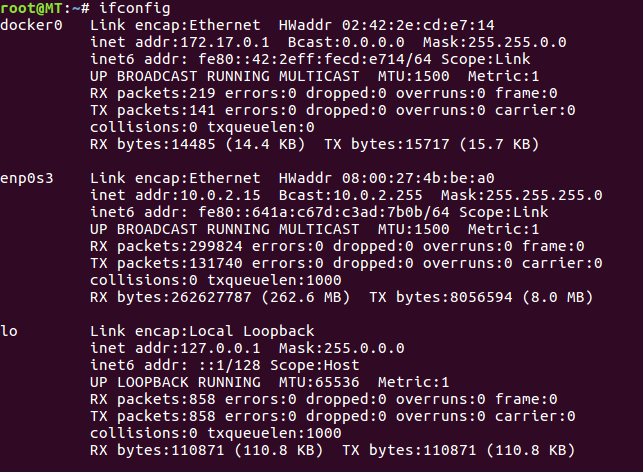 root@MT:~# ifconfig
docker0   Link encap:Ethernet  HWaddr 02:42:2e:cd:e7:14
          inet addr:172.17.0.1  Bcast:0.0.0.0  Mask:255.255.0.0
          inet6 addr: fe80::42:2eff:fecd:e714/64 Scope:Link
          UP BROADCAST RUNNING MULTICAST  MTU:1500  Metric:1
          RX packets:219 errors:0 dropped:0 overruns:0 frame:0
          TX packets:141 errors:0 dropped:0 overruns:0 carrier:0
          collisions:0 txqueuelen:0
          RX bytes:14485 (14.4 KB)  TX bytes:15717 (15.7 KB)

enp0s3    Link encap:Ethernet  HWaddr 08:00:27:4b:be:a0
          inet addr:10.0.2.15  Bcast:10.0.2.255  Mask:255.255.255.0
          inet6 addr: fe80::641a:c67d:c3ad:7b0b/64 Scope:Link
          UP BROADCAST RUNNING MULTICAST  MTU:1500  Metric:1
          RX packets:299824 errors:0 dropped:0 overruns:0 frame:0
          TX packets:131740 errors:0 dropped:0 overruns:0 carrier:0
          collisions:0 txqueuelen:1000
          RX bytes:262627787 (262.6 MB)  TX bytes:8056594 (8.0 MB)

lo        Link encap:Local Loopback
          inet addr:127.0.0.1  Mask:255.0.0.0
          inet6 addr: ::1/128 Scope:Host
          UP LOOPBACK RUNNING  MTU:65536  Metric:1
          RX packets:858 errors:0 dropped:0 overruns:0 frame:0
          TX packets:858 errors:0 dropped:0 overruns:0 carrier:0
          collisions:0 txqueuelen:1000
          RX bytes:110871 (110.8 KB)  TX bytes:110871 (110.8 KB)